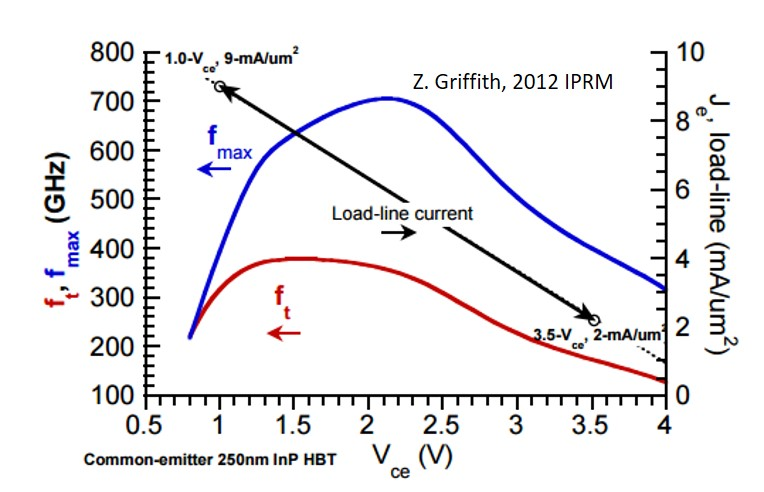 800
700
600
500
400
300
200
100
f_t, f_max (GHz)
1.0-V_ce, 9-mA/um²
Z. Griffith, 2012 IPRM
f_max
Load-line current
f_t
3.5-V_ce, 2-mA/um²
10
8
6
4
2
0
J_e, load-line (mA/um²)
0.5 1 1.5 2 2.5 3 3.5 4
V_ce (V)
Common-emitter 250nm InP HBT